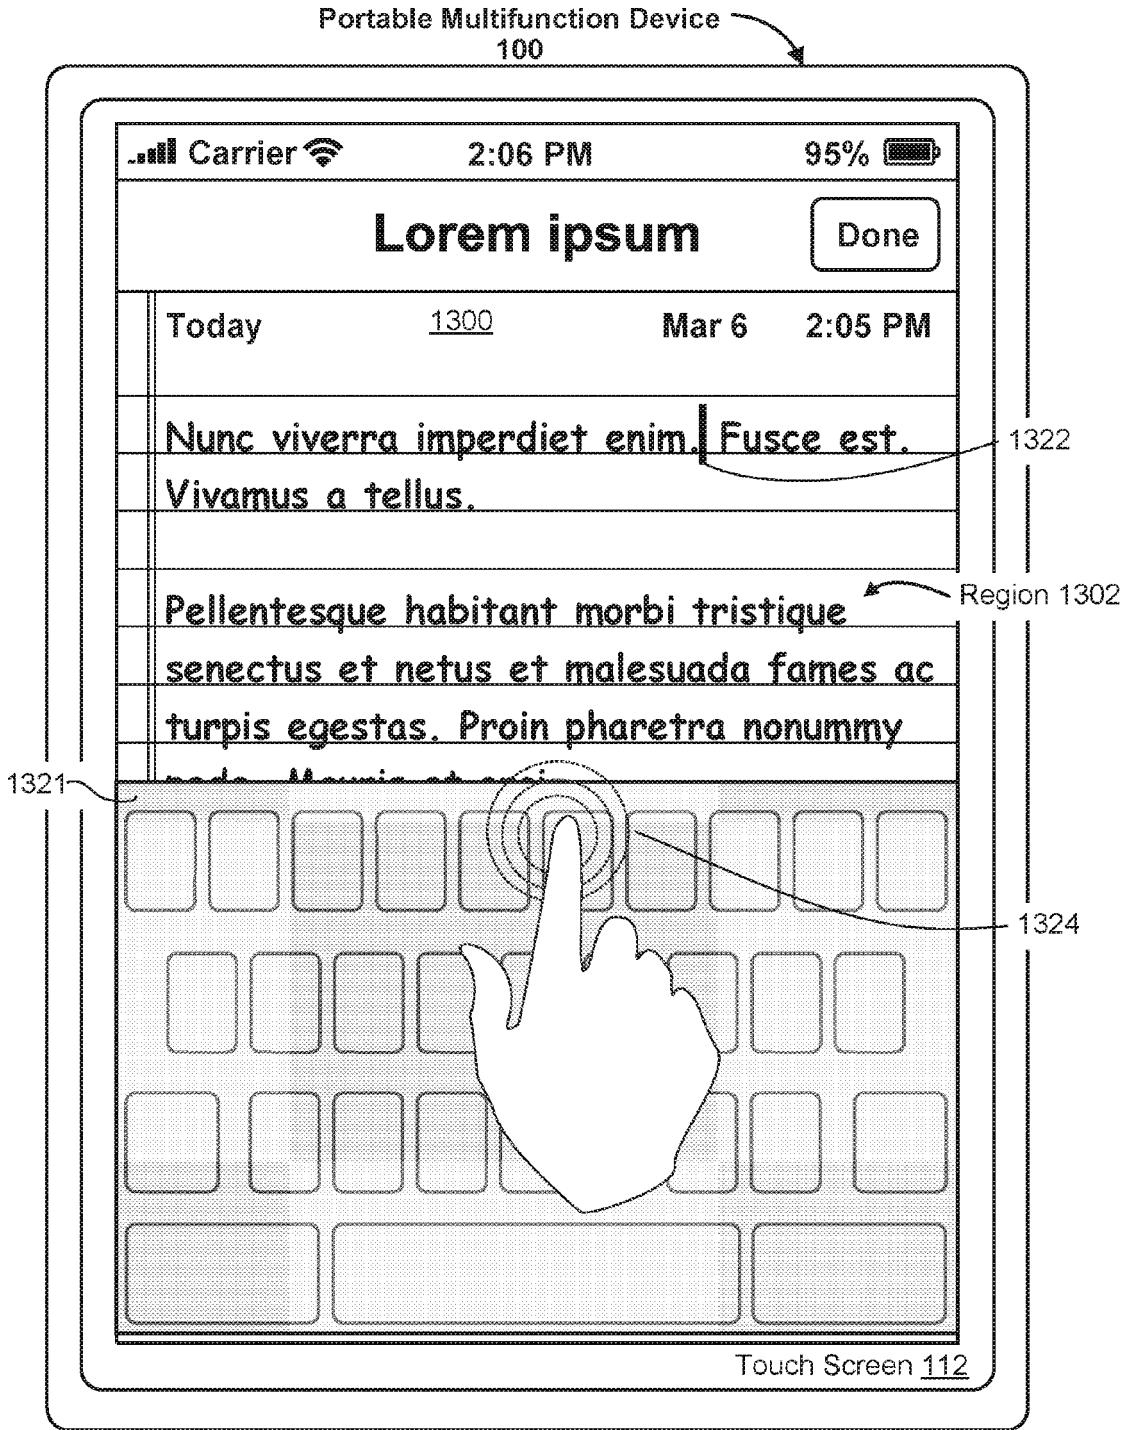 Portable Multifunction Device
100
Carrier 2:06 PM 95%
Lorem ipsum Done
Today 1300 Mar 6 2:05 PM
Nunc viverra imperdiet enim. Fusce est.
1322
Vivamus a tellus.
Region 1302
Pellentesque habitant morbi tristique
senectus et netus et malesuada fames ac
turpis egestas. Proin pharetra nonummy
1321
1324
Touch Screen 112